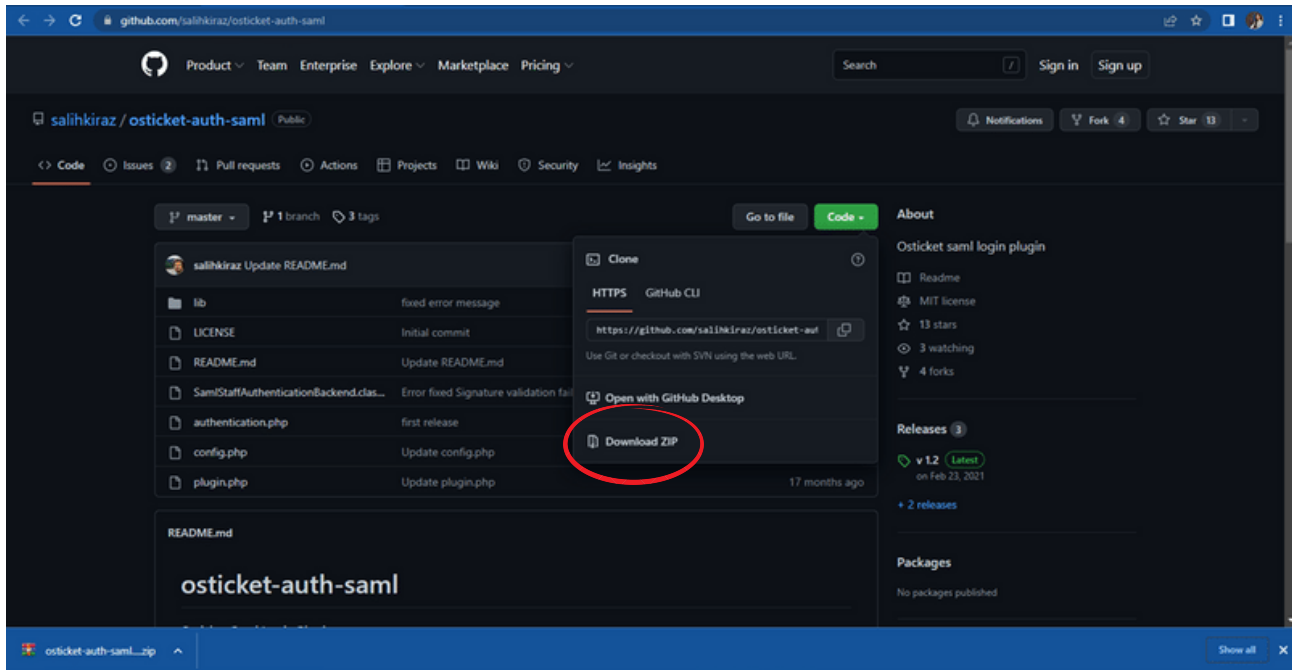 github.com/salihkiraz/osticket-auth-saml
Product Team Enterprise Explore Marketplace Pricing Search / Sign in Sign up
salihkiraz / osticket-auth-saml Public Notifications Fork 4 Star 13
Code Issues 2 Pull requests Actions Projects Wiki Security Insights
master 1 branch 3 tags Go to file Code
salihkiraz Update README.md
lib fixed error message
LICENSE Initial commit
README.md Update README.md
SamlStaffAuthenticationBackend.clas... Error fixed Signature validation fail
authentication.php first release
config.php Update config.php
plugin.php Update plugin.php 17 months ago
Clone
HTTPS GitHub CLI
https://github.com/salihkiraz/osticket-aut
Use Git or checkout with SVN using the web URL.
Open with GitHub Desktop
Download ZIP
About
Osticket saml login plugin
Readme
MIT license
13 stars
3 watching
4 forks
Releases 3
v 1.2 Latest
on Feb 23, 2021
+ 2 releases
Packages
No packages published
README.md
osticket-auth-saml
osticket-auth-saml....zip Show all